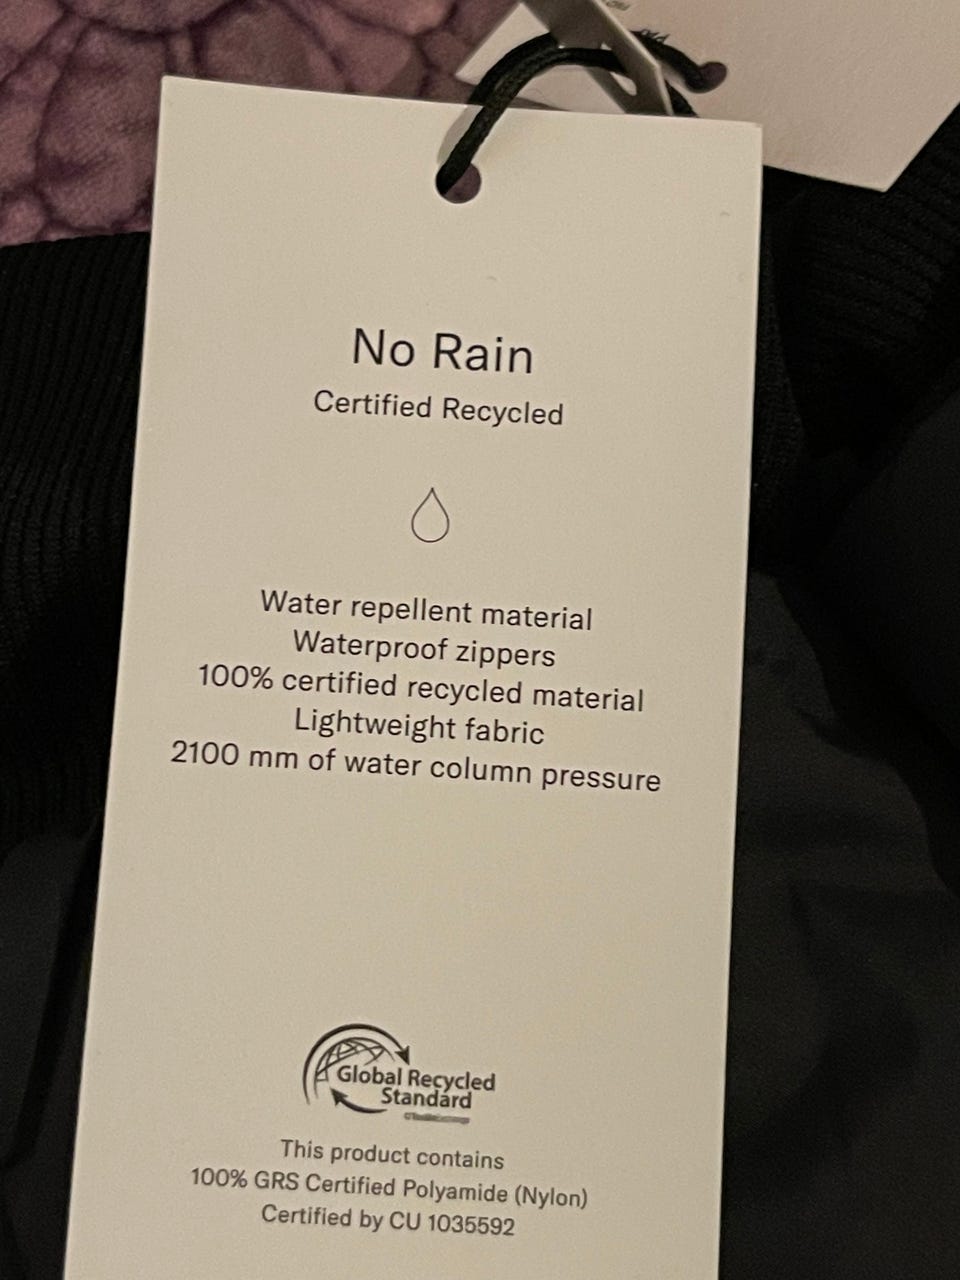 No Rain
Certified Recycled
Water repellent material
Waterproof zippers
100% certified recycled material
Lightweight fabric
2100 mm of water column pressure
Global Recycled
Standard
This product contains
100% GRS Certified Polyamide (Nylon)
Certified by CU 1035592